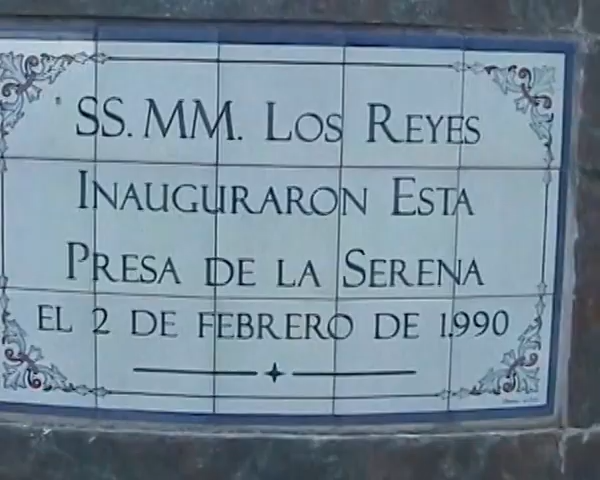 SS. MM. LOS REYES
INAUGURARON ESTA
PRESA DE LA SERENA
EL 2 DE FEBRERO DE 1.990